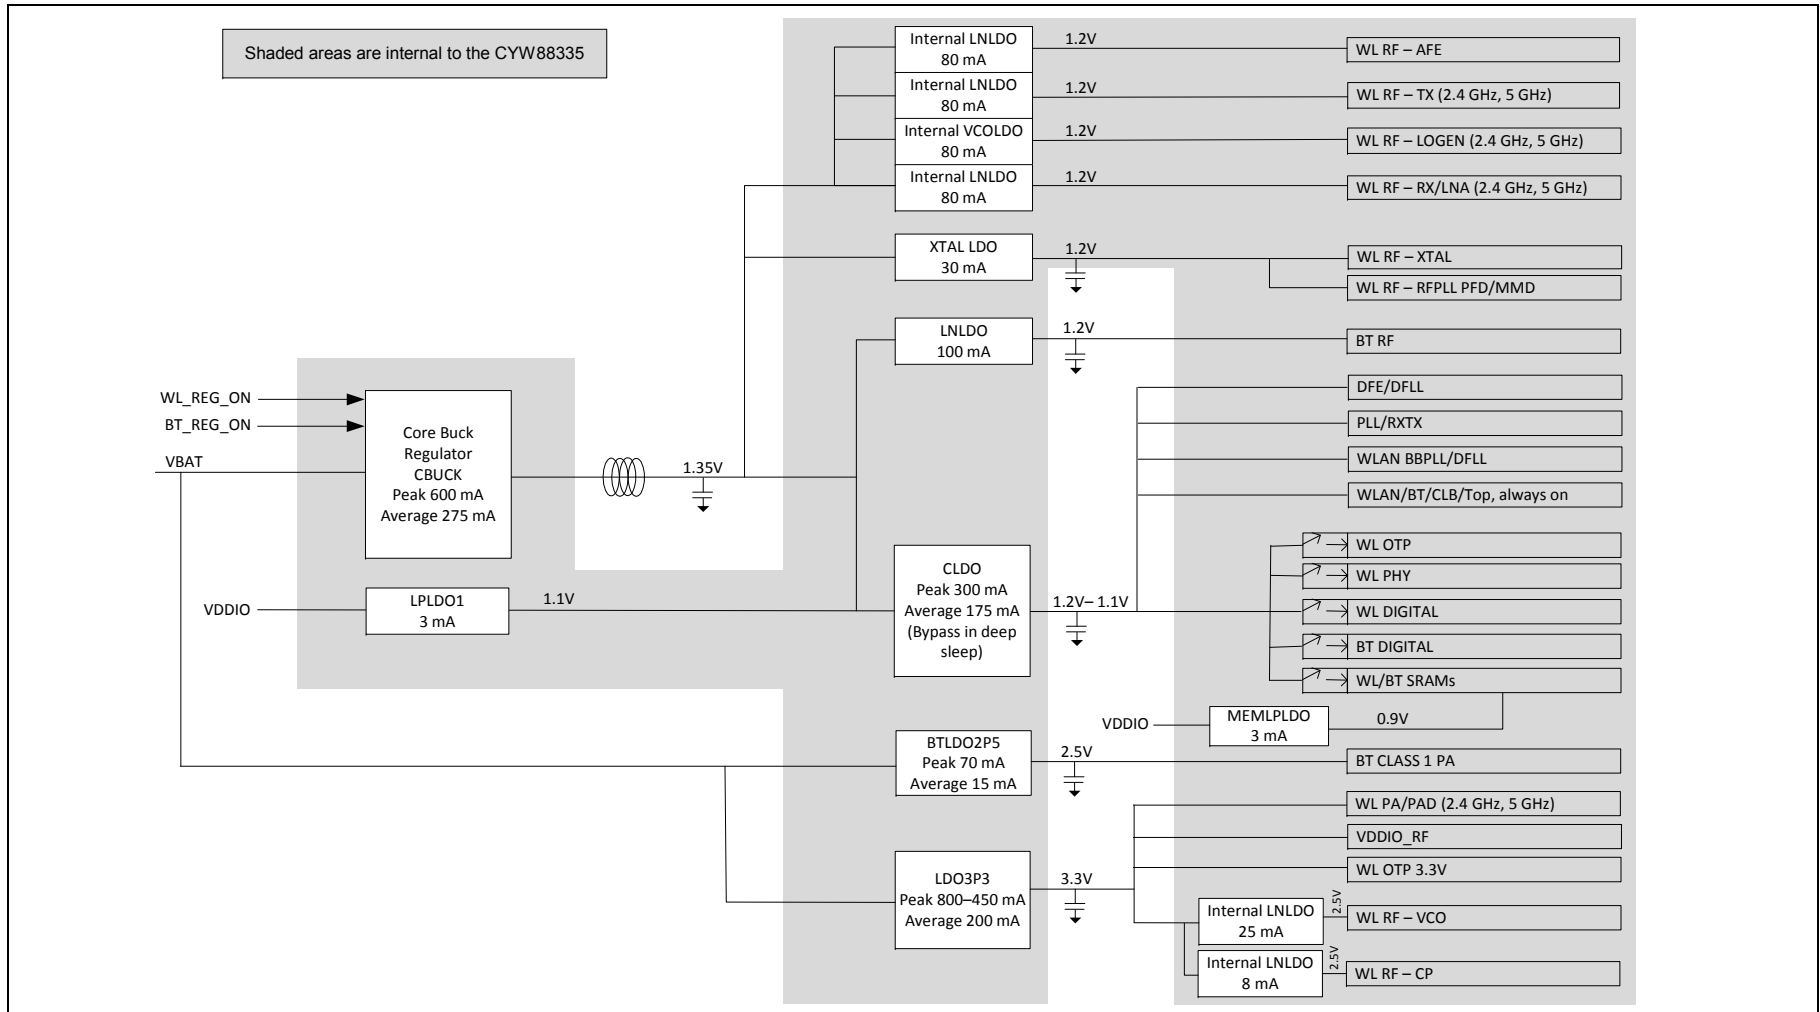 Shaded areas are internal to the CYW88335
Internal LNLDO
80 mA
1.2V
WL RF – AFE
Internal LNLDO
80 mA
1.2V
WL RF – TX (2.4 GHz, 5 GHz)
Internal VCOLDO
80 mA
1.2V
WL RF – LOGEN (2.4 GHz, 5 GHz)
Internal LNLDO
80 mA
1.2V
WL RF – RX/LNA (2.4 GHz, 5 GHz)
XTAL LDO
30 mA
1.2V
WL RF – XTAL
WL RF – RFPLL PFD/MMD
LNLDO
100 mA
1.2V
BT RF
WL_REG_ON
BT_REG_ON
VBAT
Core Buck
Regulator
CBUCK
Peak 600 mA
Average 275 mA
1.35V
DFE/DFLL
PLL/RXTX
WLAN BBPLL/DFLL
WLAN/BT/CLB/Top, always on
VDDIO
LPLDO1
3 mA
1.1V
CLDO
Peak 300 mA
Average 175 mA
(Bypass in deep
sleep)
1.2V– 1.1V
WL OTP
WL PHY
WL DIGITAL
BT DIGITAL
WL/BT SRAMs
VDDIO
MEMLPLDO
3 mA
0.9V
BTLDO2P5
Peak 70 mA
Average 15 mA
2.5V
BT CLASS 1 PA
LDO3P3
Peak 800–450 mA
Average 200 mA
3.3V
WL PA/PAD (2.4 GHz, 5 GHz)
VDDIO_RF
WL OTP 3.3V
Internal LNLDO
25 mA
2.5V
WL RF – VCO
Internal LNLDO
8 mA
2.5V
WL RF – CP